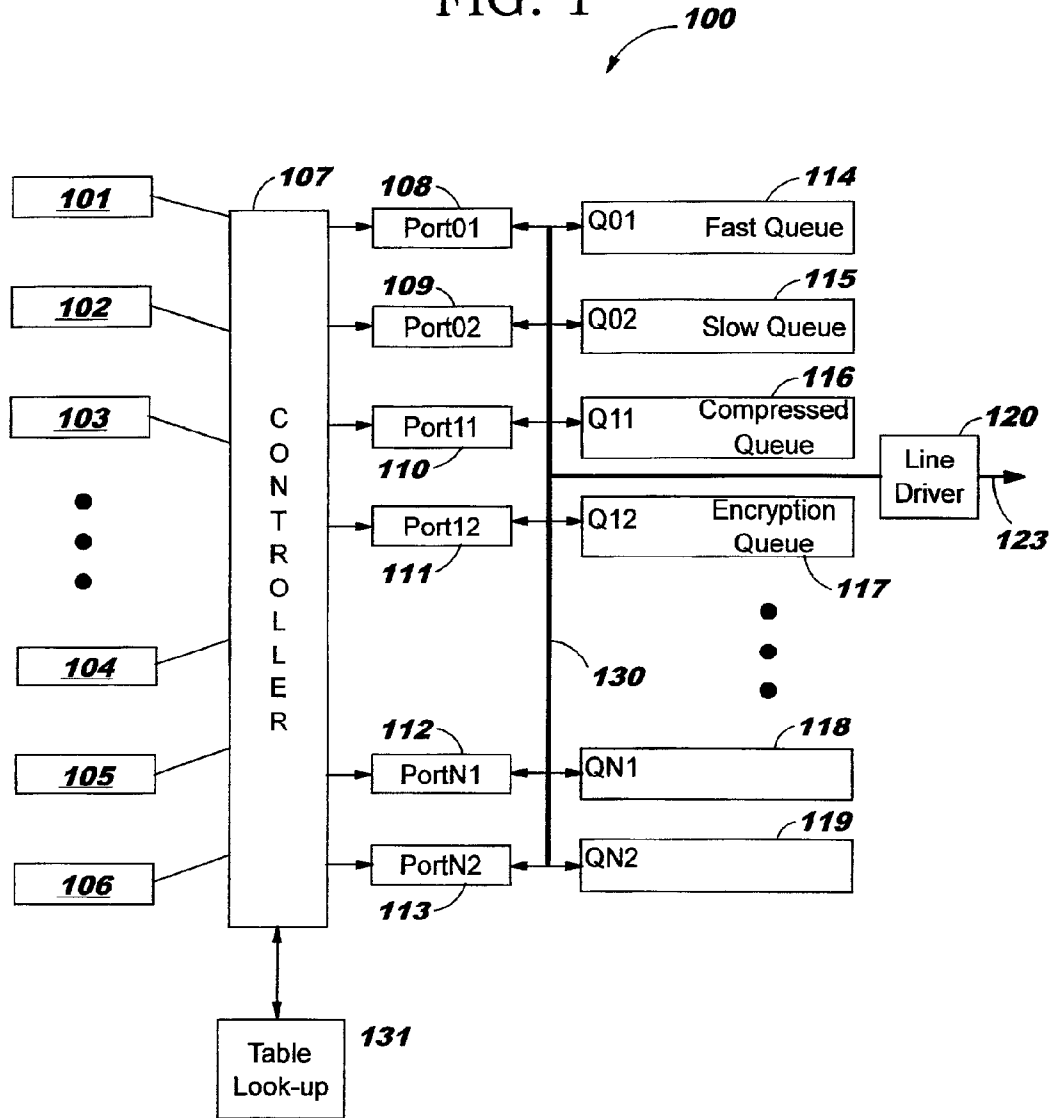 FIG. 1
100
101
102
103
104
105
106
107
CONTROLLER
108
Port01
109
Port02
Port11
110
Port12
111
112
PortN1
PortN2
113
114
Q01 Fast Queue
115
Q02 Slow Queue
116
Q11 Compressed
Queue
Q12 Encryption
Queue
117
118
QN1
119
QN2
120
Line
Driver
123
130
131
Table
Look-up